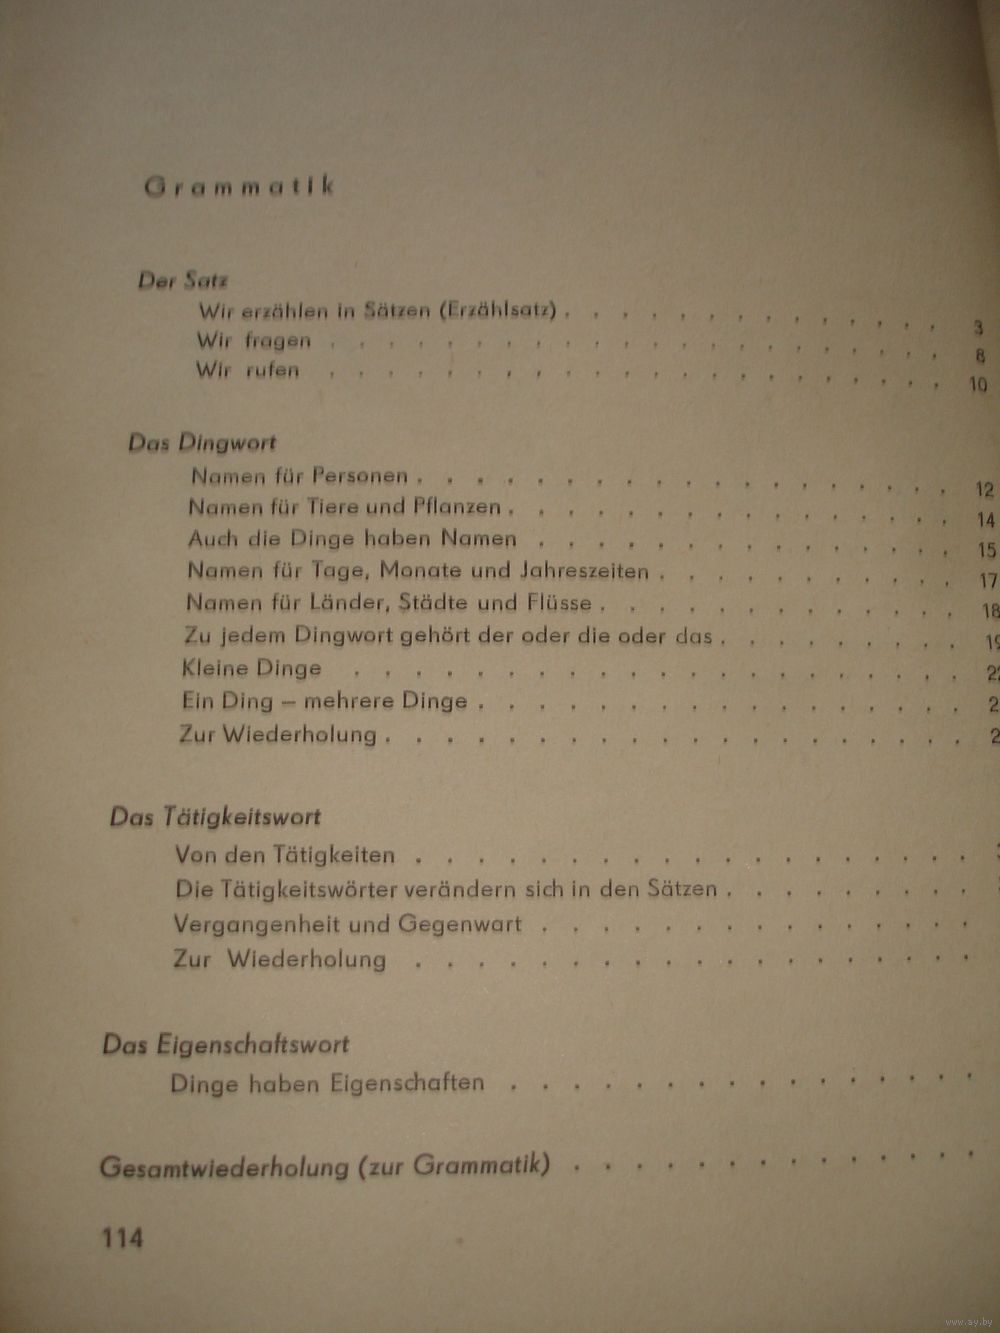 Grammatik
Der Satz
Wir erzählen in Sätzen (Erzählsatz) . . . . . . . . . . . . . 3
Wir fragen . . . . . . . . . . . . . . . . . . . . . 8
Wir rufen . . . . . . . . . . . . . . . . . . . . . 10
Das Dingwort
Namen für Personen . . . . . . . . . . . . . . . . . . 12
Namen für Tiere und Pflanzen . . . . . . . . . . . . . . . 14
Auch die Dinge haben Namen . . . . . . . . . . . . . . 15
Namen für Tage, Monate und Jahreszeiten . . . . . . . . . . 17
Namen für Länder, Städte und Flüsse . . . . . . . . . . . . 18
Zu jedem Dingwort gehört der oder die oder das . . . . . . . . 19
Kleine Dinge . . . . . . . . . . . . . . . . . . . . 
Ein Ding – mehrere Dinge . . . . . . . . . . . . . . . .
Zur Wiederholung . . . . . . . . . . . . . . . . . . .
Das Tätigkeitswort
Von den Tätigkeiten . . . . . . . . . . . . . . . . . .
Die Tätigkeitswörter verändern sich in den Sätzen . . . . . . . .
Vergangenheit und Gegenwart . . . . . . . . . . . . . .
Zur Wiederholung . . . . . . . . . . . . . . . . . .
Das Eigenschaftswort
Dinge haben Eigenschaften . . . . . . . . . . . . . . .
Gesamtwiederholung (zur Grammatik) . . . . . . . . . . . . .
114
www.ay.by